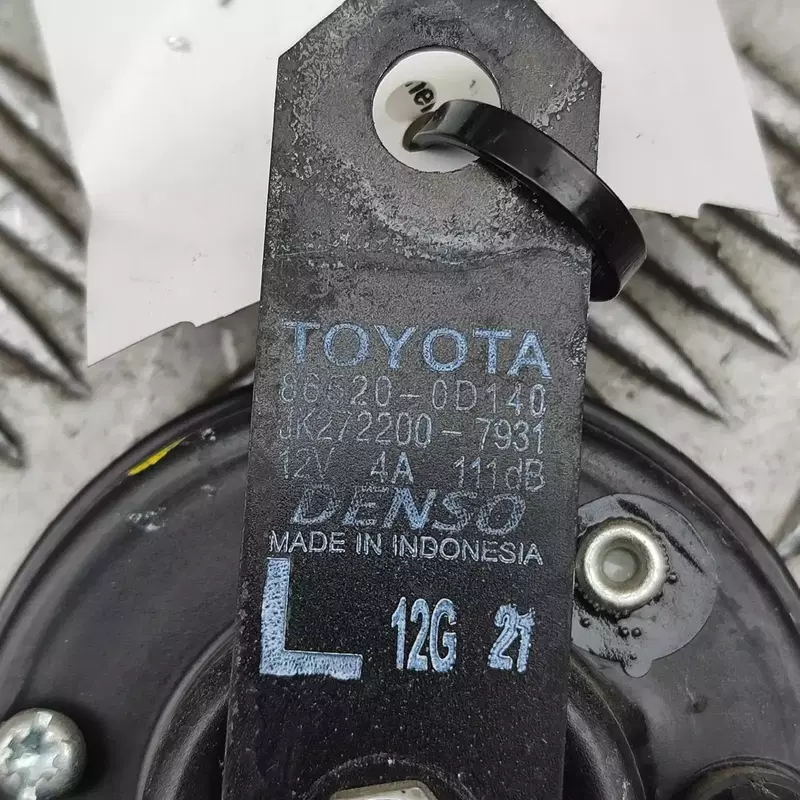 TOYOTA
86520-0D140
JK272200-7931
12V 4A 111dB
DENSO
MADE IN INDONESIA
L 12G 21